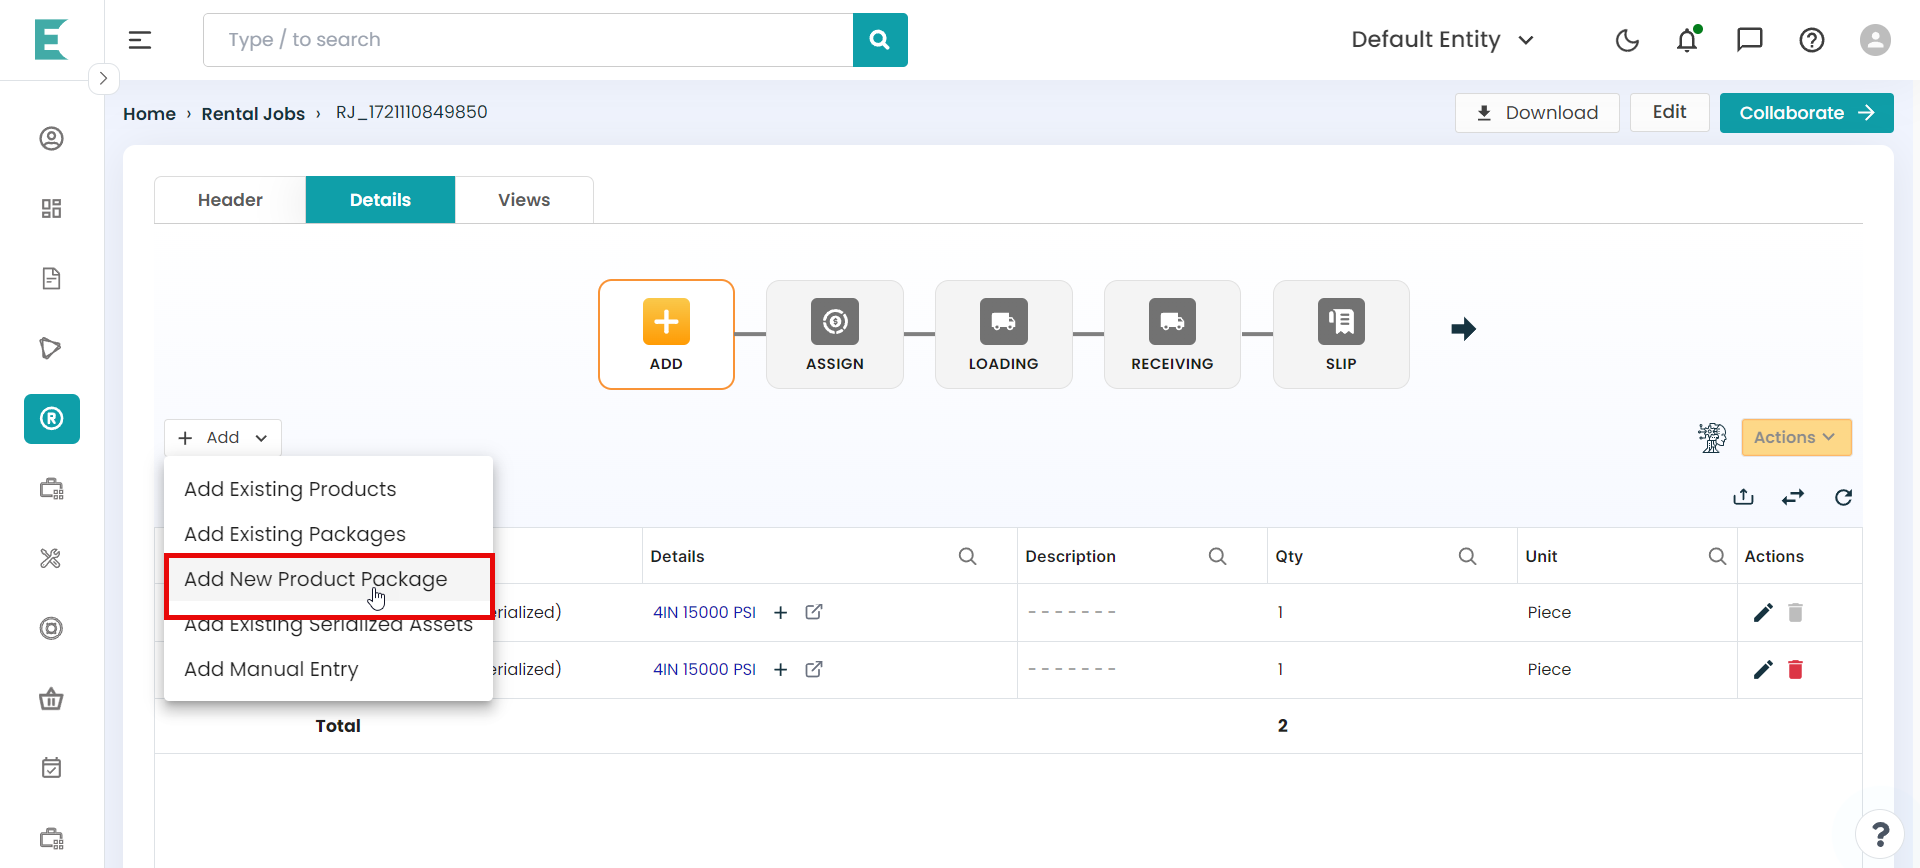 E
Type / to search
Default Entity
Home › Rental Jobs › RJ_1721110849850
Download
Edit
Collaborate
Header
Details
Views
ADD
ASSIGN
LOADING
RECEIVING
SLIP
Add
Actions
Add Existing Products
Add Existing Packages
Add New Product Package
Add Existing Serialized Assets
Add Manual Entry
Details
Description
Qty
Unit
Actions
erialized)
4IN 15000 PSI
-------
1
Piece
erialized)
4IN 15000 PSI
-------
1
Piece
Total
2
?